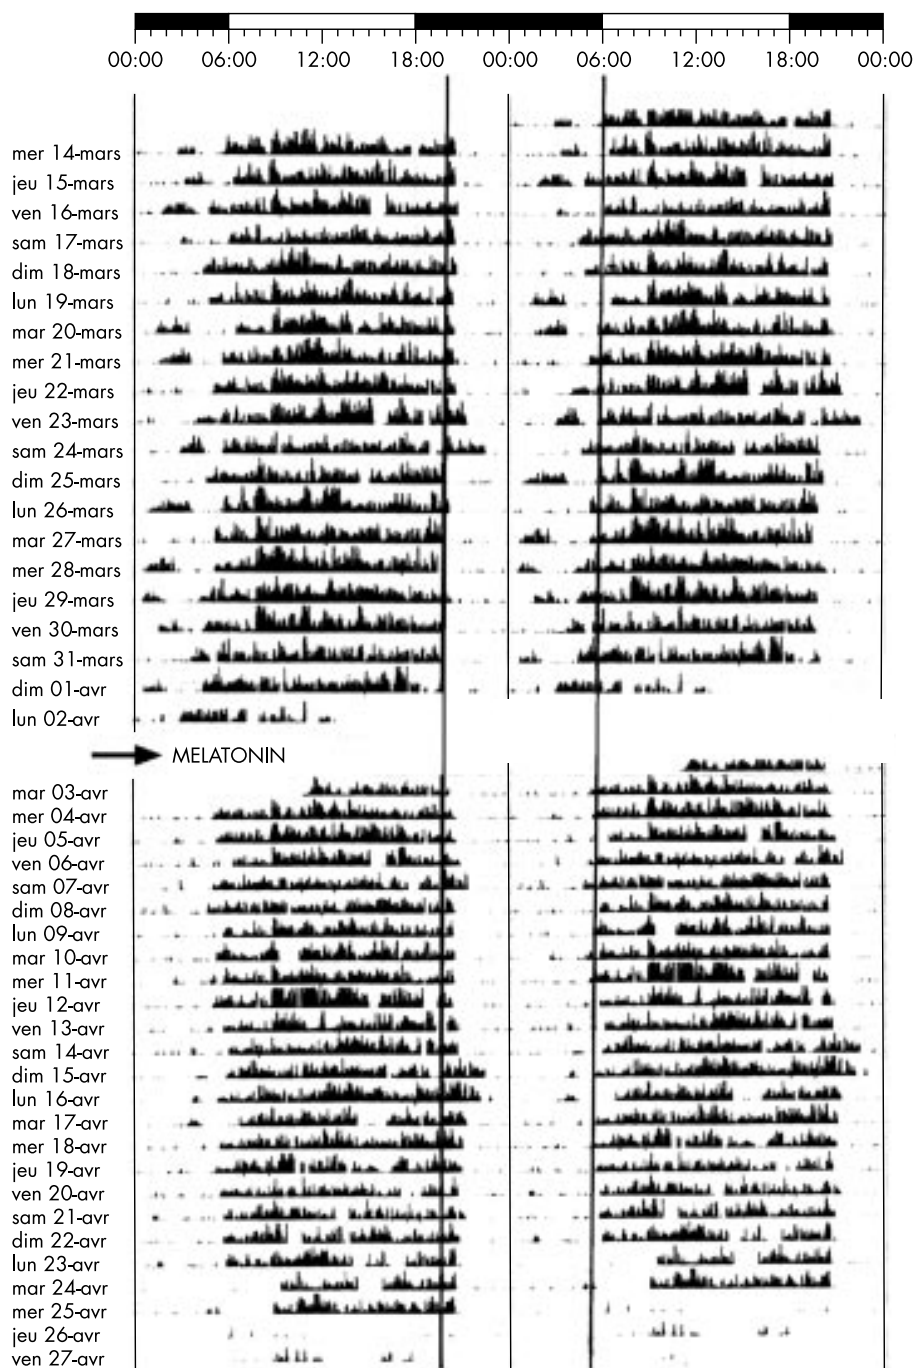 00:00 06:00 12:00 18:00 00:00 06:00 12:00 18:00 00:00
mer 14-mars
jeu 15-mars
ven 16-mars
sam 17-mars
dim 18-mars
lun 19-mars
mar 20-mars
mer 21-mars
jeu 22-mars
ven 23-mars
sam 24-mars
dim 25-mars
lun 26-mars
mar 27-mars
mer 28-mars
jeu 29-mars
ven 30-mars
sam 31-mars
dim 01-avr
lun 02-avr
MELATONIN
mar 03-avr
mer 04-avr
jeu 05-avr
ven 06-avr
sam 07-avr
dim 08-avr
lun 09-avr
mar 10-avr
mer 11-avr
jeu 12-avr
ven 13-avr
sam 14-avr
dim 15-avr
lun 16-avr
mar 17-avr
mer 18-avr
jeu 19-avr
ven 20-avr
sam 21-avr
dim 22-avr
lun 23-avr
mar 24-avr
mer 25-avr
jeu 26-avr
ven 27-avr